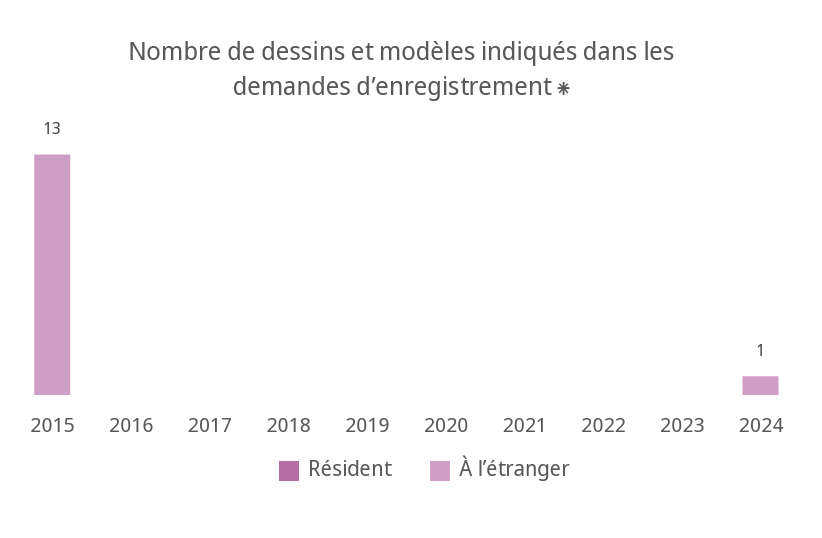 Nombre de dessins et modèles indiqués dans les
demandes d’enregistrement *
13
1
2015 2016 2017 2018 2019 2020 2021 2022 2023 2024
Résident À l’étranger